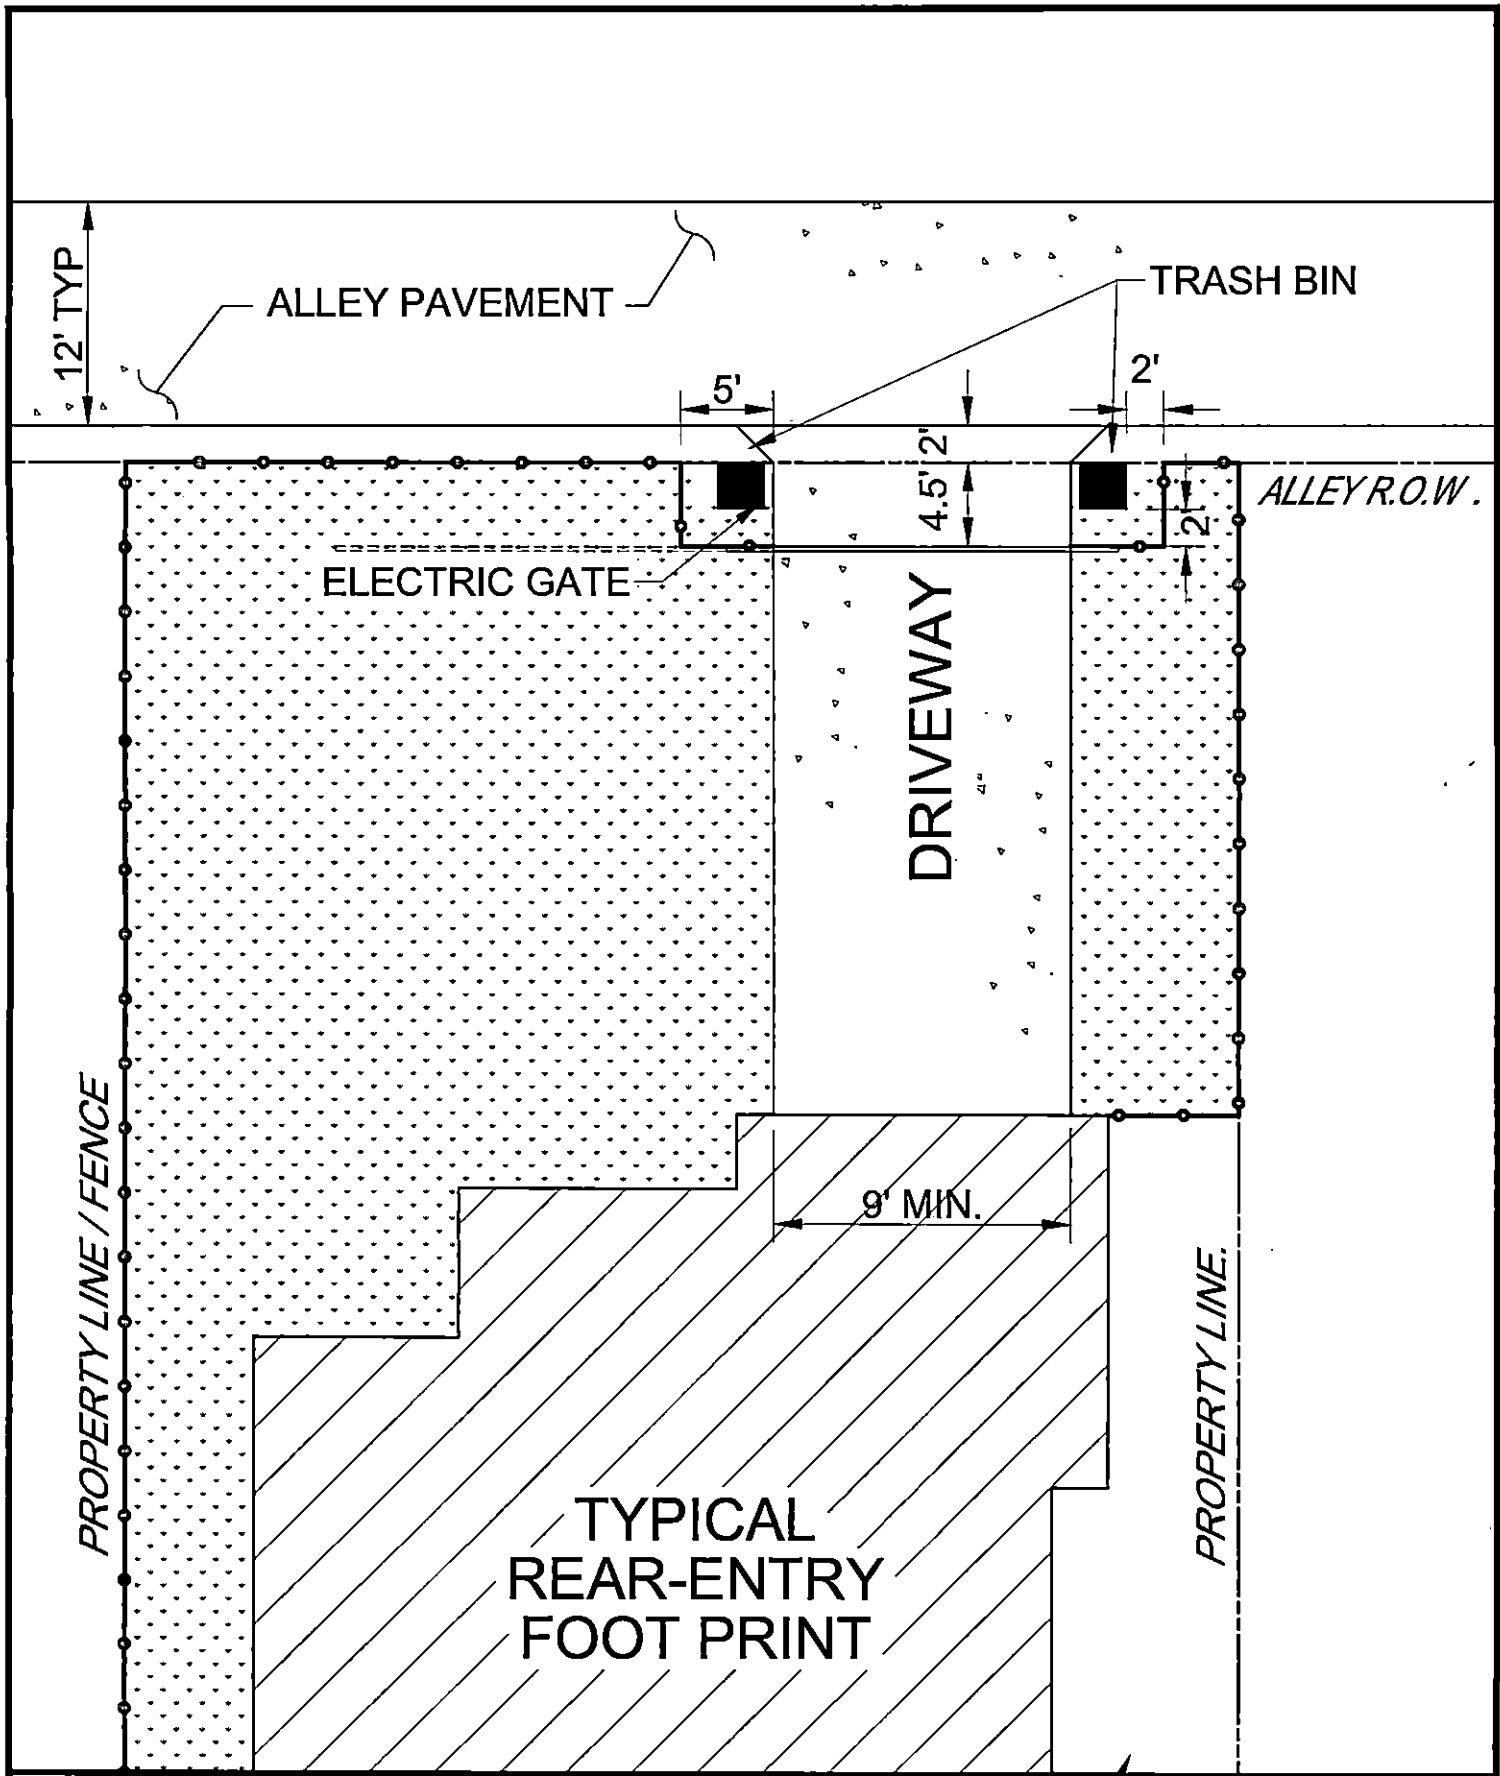 12' TYP
ALLEY PAVEMENT
TRASH BIN
5'
2'
2'
4.5'
2'
ALLEY R.O.W.
ELECTRIC GATE
DRIVEWAY
9' MIN.
PROPERTY LINE / FENCE
PROPERTY LINE.
TYPICAL
REAR-ENTRY
FOOT PRINT